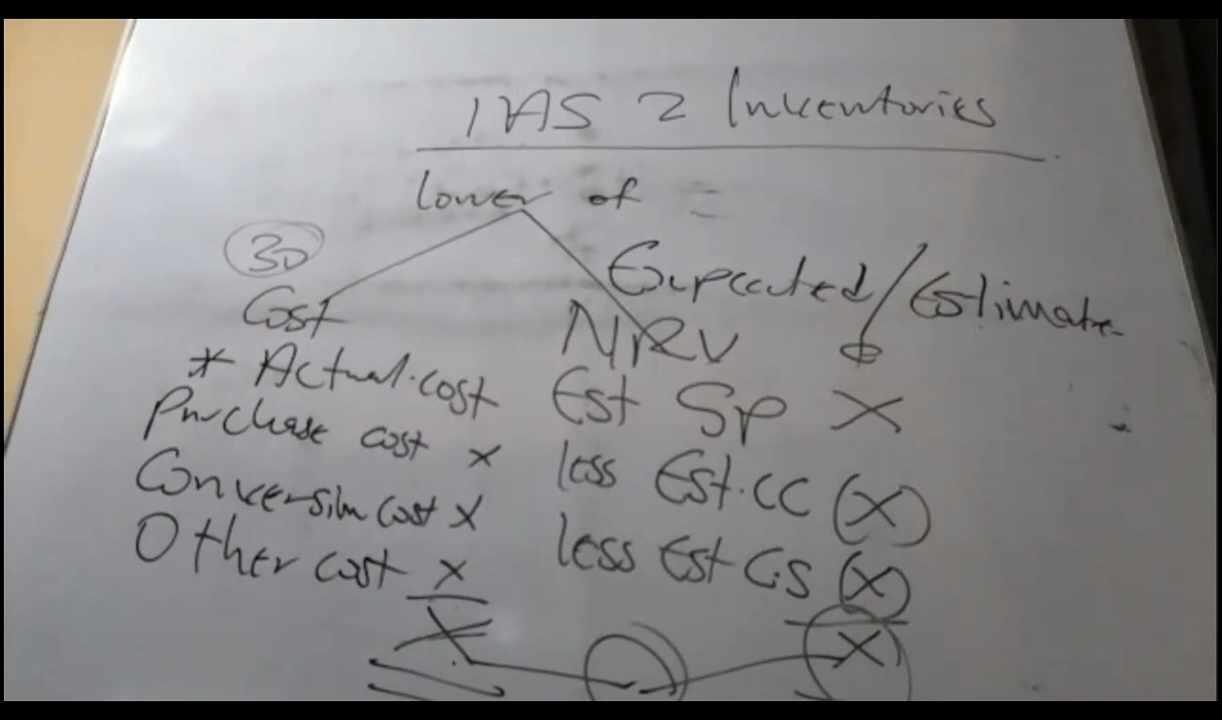 IAS 2 Inventories
lower of
30
Cost
* Actual cost
Purchase cost X
Conversion cost X
Other cost X
X
Expected/Estimate
NRV
Est SP X
less Est. CC (X)
less Est CS (X)
X